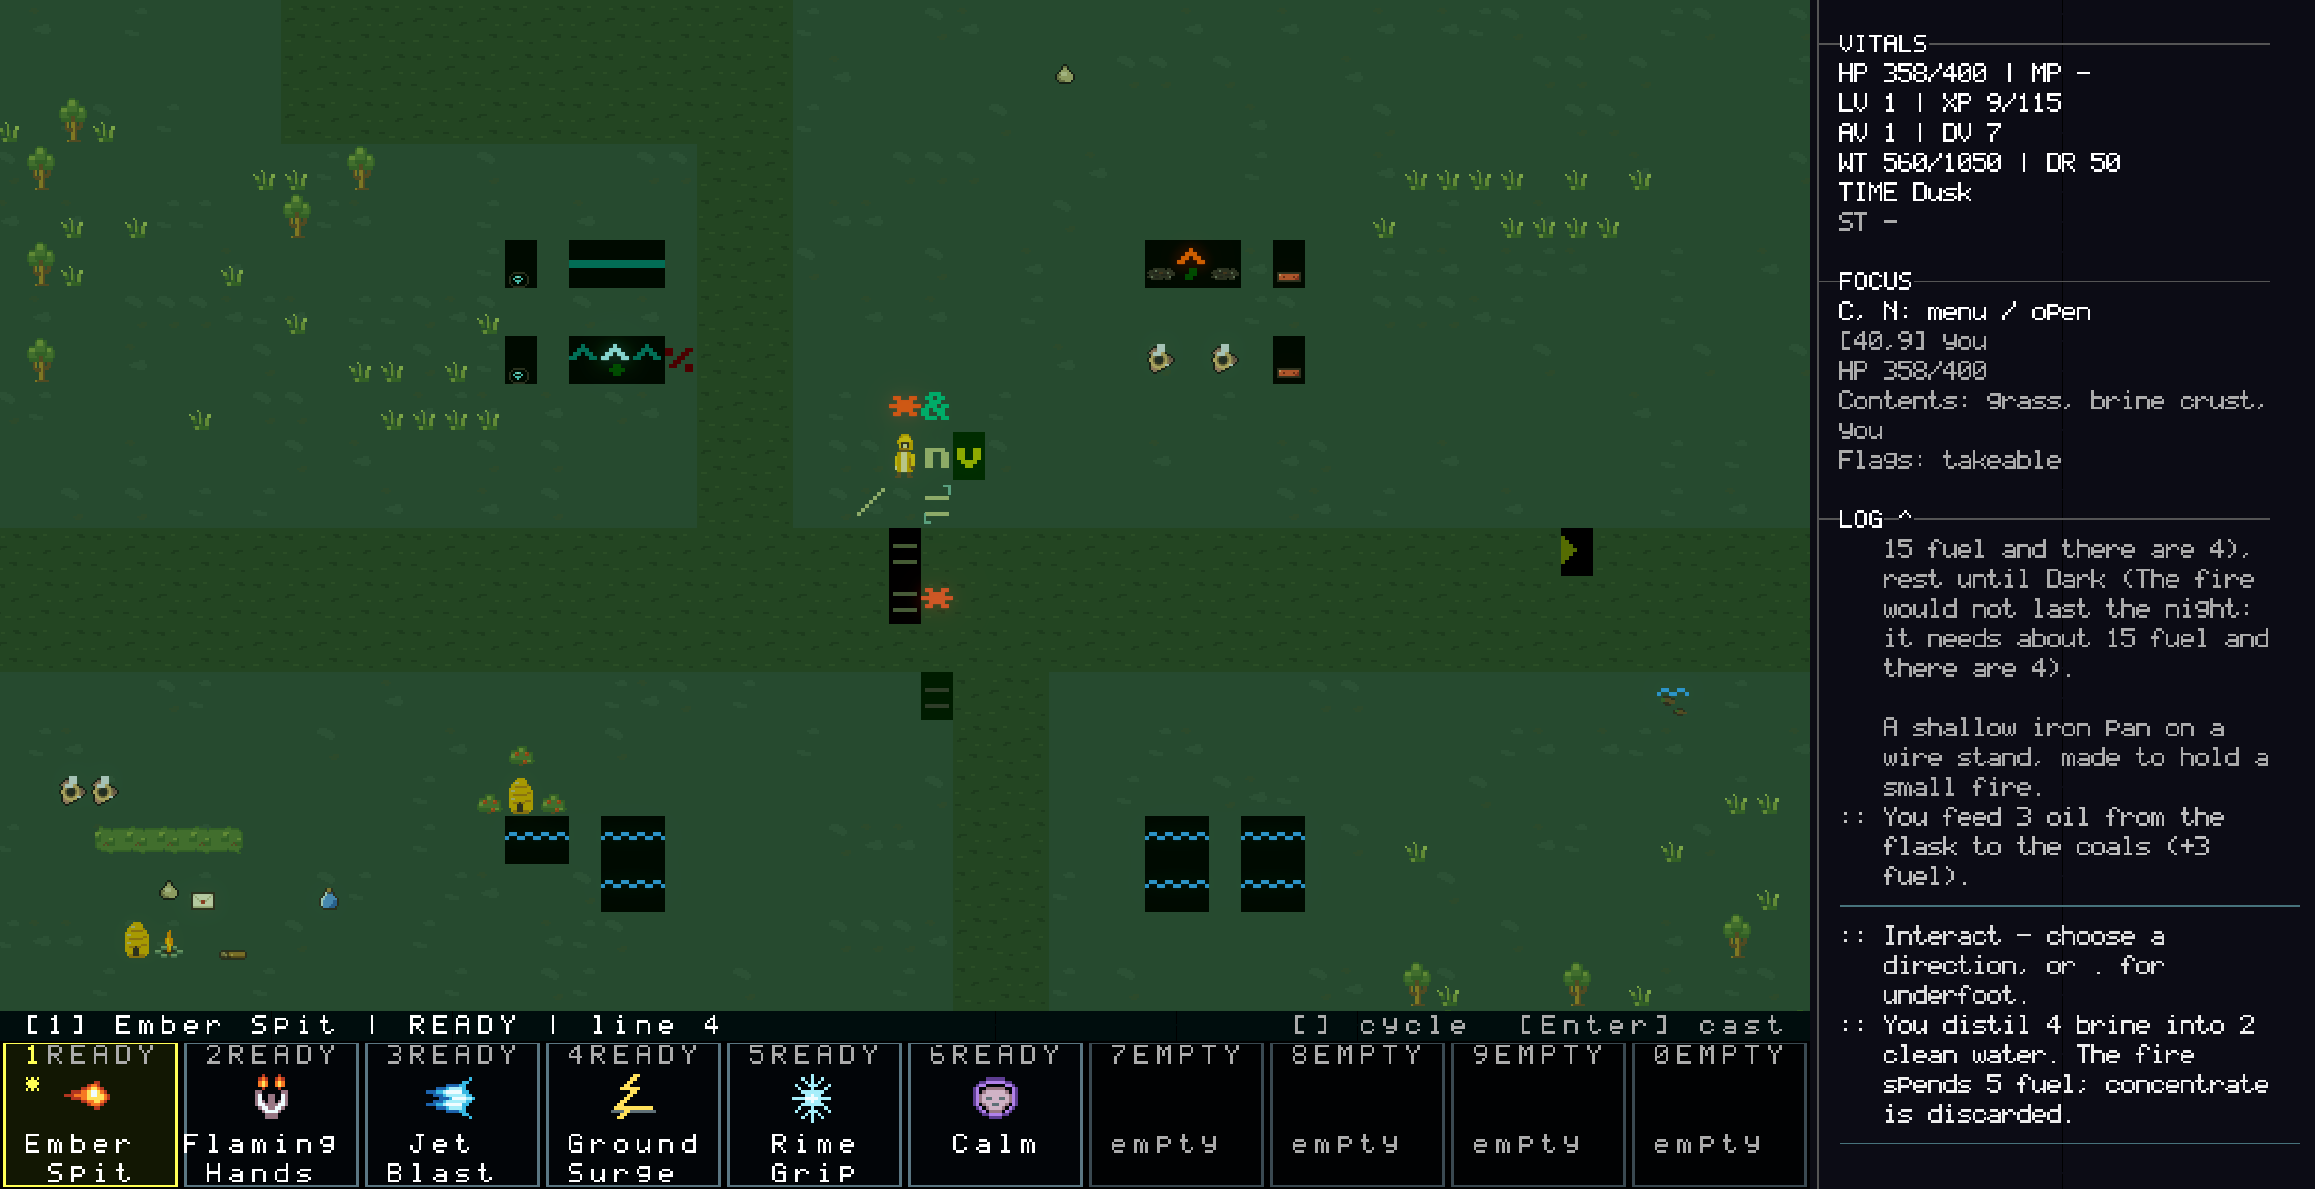 VITALS
HP 358/400 | MP -
LV 1 | XP 9/115
AV 1 | DV 7
WT 560/1050 | DR 50
TIME Dusk
ST -
FOCUS
C, N: menu / open
[40,9] you
HP 358/400
Contents: grass, brine crust,
you
Flags: takeable
LOG ^
15 fuel and there are 4),
rest until Dark (The fire
would not last the night:
it needs about 15 fuel and
there are 4).
A shallow iron pan on a
wire stand, made to hold a
small fire.
:: You feed 3 oil from the
flask to the coals (+3
fuel).
:: Interact - choose a
direction, or . for
underfoot.
:: You distil 4 brine into 2
clean water. The fire
spends 5 fuel; concentrate
is discarded.
[1] Ember Spit | READY | line 4
[] cycle [Enter] cast
1READY
2READY
3READY
4READY
5READY
6READY
7EMPTY
8EMPTY
9EMPTY
0EMPTY
Ember
Spit
Flaming
Hands
Jet
Blast
Ground
Surge
Rime
Grip
Calm
empty
empty
empty
empty